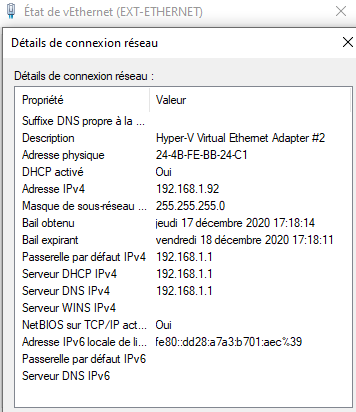 État de vEthernet (EXT-ETHERNET)
Détails de connexion réseau
Détails de connexion réseau :
Propriété Valeur
Suffixe DNS propre à la ...
Description Hyper-V Virtual Ethernet Adapter #2
Adresse physique 24-4B-FE-BB-24-C1
DHCP activé Oui
Adresse IPv4 192.168.1.92
Masque de sous-réseau ... 255.255.255.0
Bail obtenu jeudi 17 décembre 2020 17:18:14
Bail expirant vendredi 18 décembre 2020 17:18:11
Passerelle par défaut IPv4 192.168.1.1
Serveur DHCP IPv4 192.168.1.1
Serveur DNS IPv4 192.168.1.1
Serveur WINS IPv4
NetBIOS sur TCP/IP act... Oui
Adresse IPv6 locale de li... fe80::dd28:a7a3:b701:aec%39
Passerelle par défaut IPv6
Serveur DNS IPv6